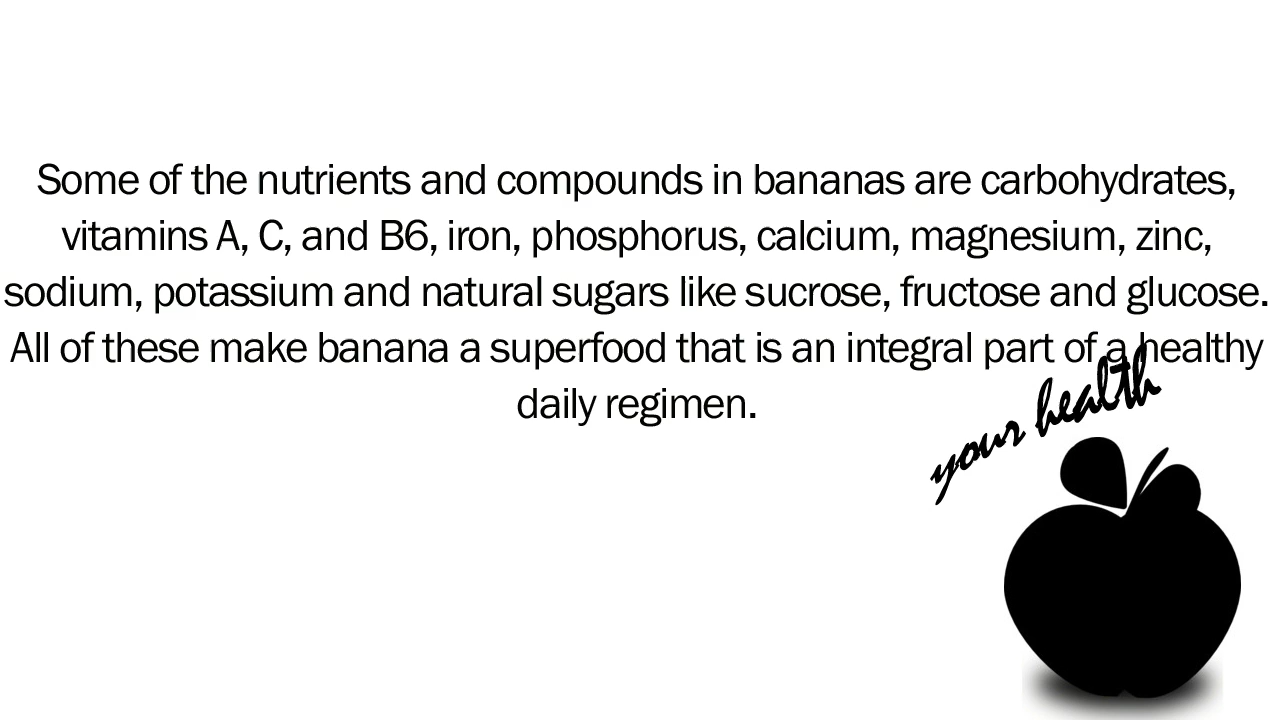 Some of the nutrients and compounds in bananas are carbohydrates,
vitamins A, C, and B6, iron, phosphorus, calcium, magnesium, zinc,
sodium, potassium and natural sugars like sucrose, fructose and glucose.
All of these make banana a superfood that is an integral part of a healthy
daily regimen.
your health